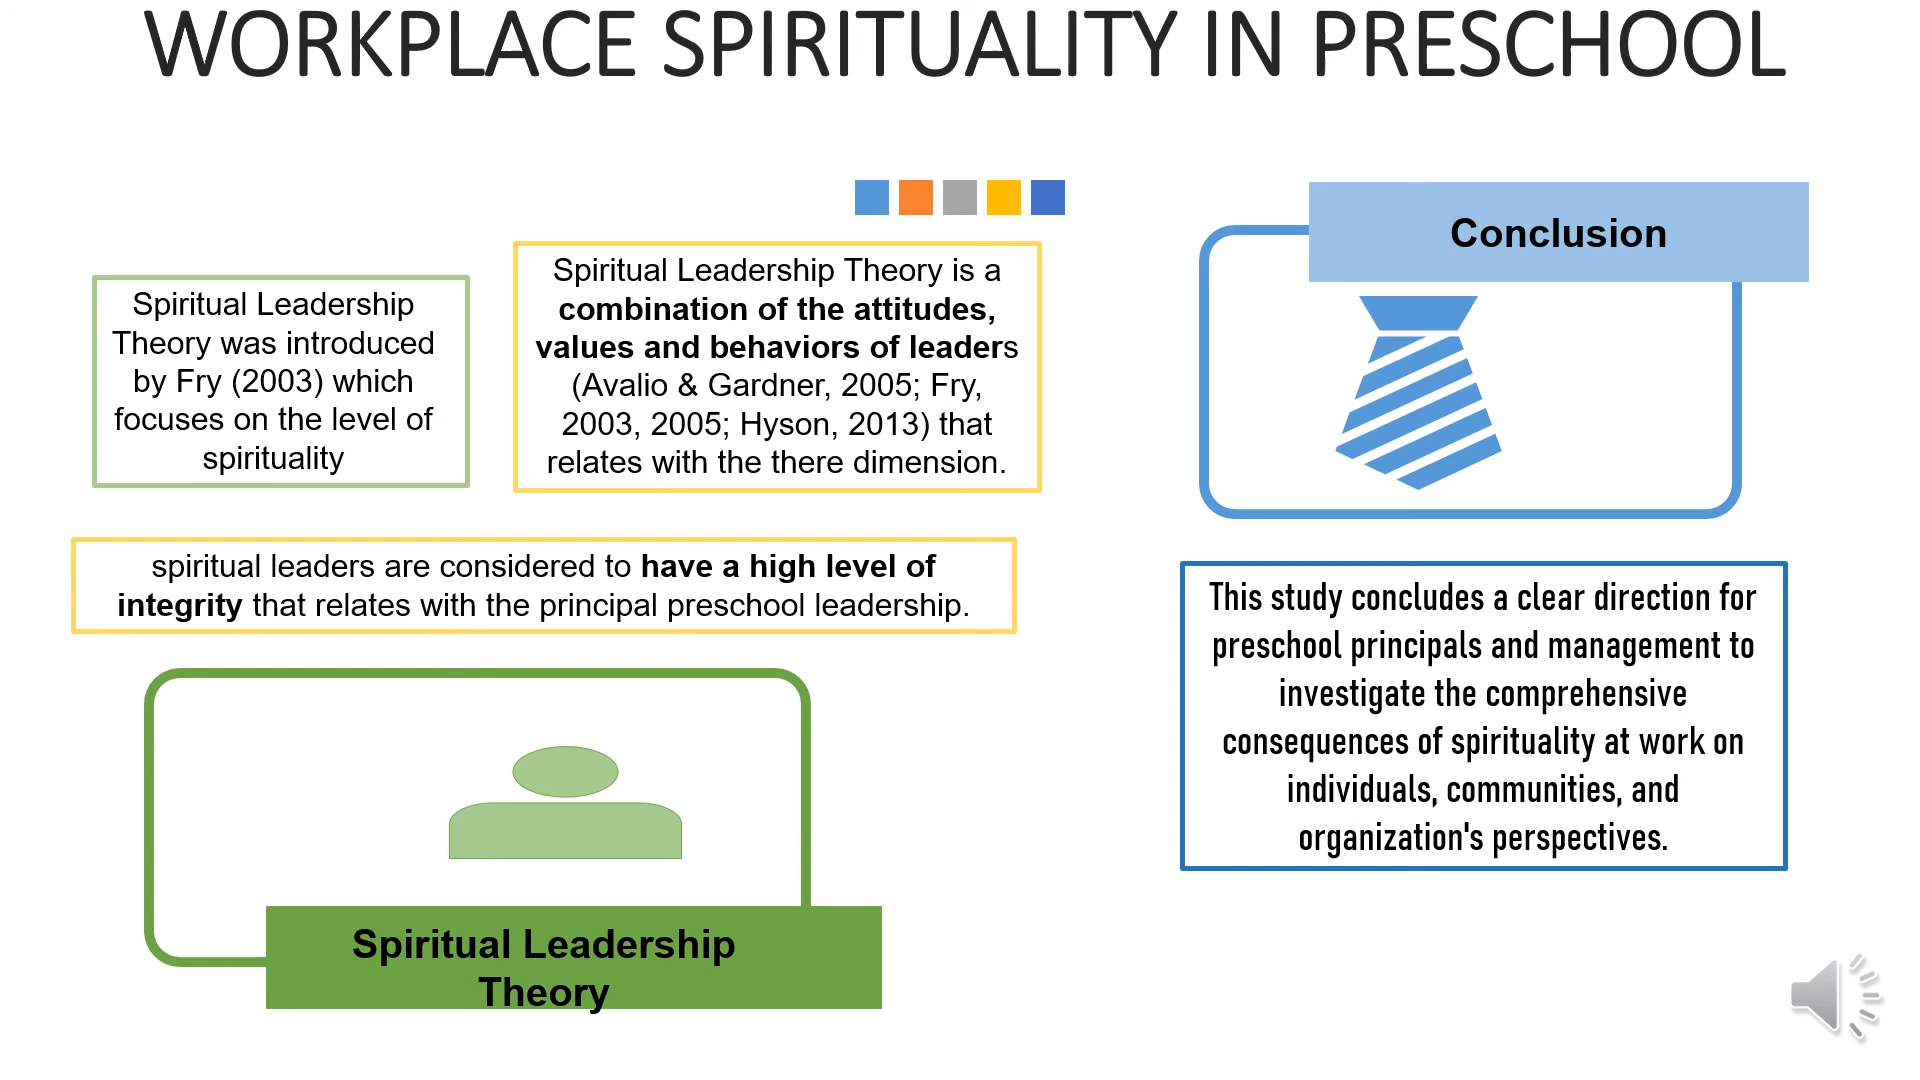 WORKPLACE SPIRITUALITY IN PRESCHOOL
Spiritual Leadership
Theory was introduced
by Fry (2003) which
focuses on the level of
spirituality
Spiritual Leadership Theory is a
combination of the attitudes,
values and behaviors of leaders
(Avalio & Gardner, 2005; Fry,
2003, 2005; Hyson, 2013) that
relates with the there dimension.
spiritual leaders are considered to have a high level of
integrity that relates with the principal preschool leadership.
Spiritual Leadership
Theory
Conclusion
This study concludes a clear direction for
preschool principals and management to
investigate the comprehensive
consequences of spirituality at work on
individuals, communities, and
organization's perspectives.